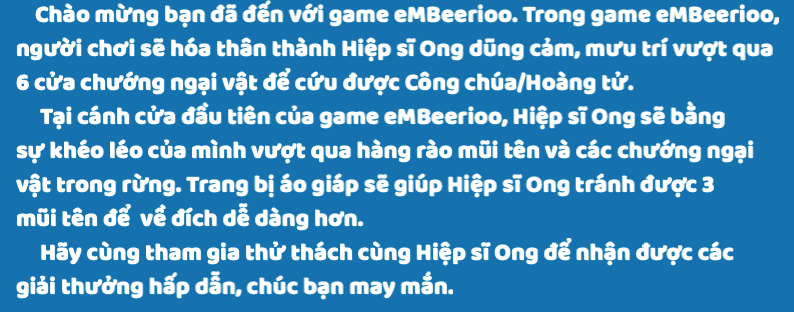 Chào mừng bạn đã đến với game eMBeerioo. Trong game eMBeerioo,
người chơi sẽ hóa thân thành Hiệp sĩ Ong dũng cảm, mưu trí vượt qua
6 cửa chướng ngại vật để cứu được Công chúa/Hoàng tử.
Tại cánh cửa đầu tiên của game eMBeerioo, Hiệp sĩ Ong sẽ bằng
sự khéo léo của mình vượt qua hàng rào mũi tên và các chướng ngại
vật trong rừng. Trang bị áo giáp sẽ giúp Hiệp sĩ Ong tránh được 3
mũi tên để về đích dễ dàng hơn.
Hãy cùng tham gia thử thách cùng Hiệp sĩ Ong để nhận được các
giải thưởng hấp dẫn, chúc bạn may mắn.